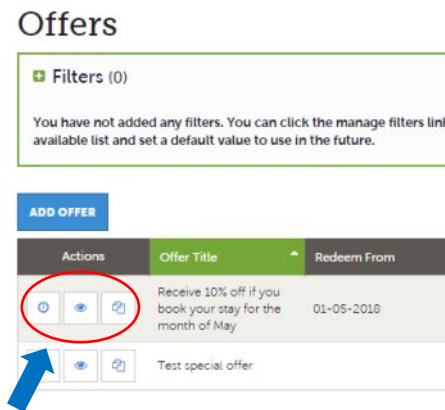 Offers
Filters (0)
You have not added any filters. You can click the manage filters
available list and set a default value to use in the future.
ADD OFFER
Actions Offer Title Redeem From
Receive 10% off if you
book your stay for the
month of May
01-05-2018
Test special offer